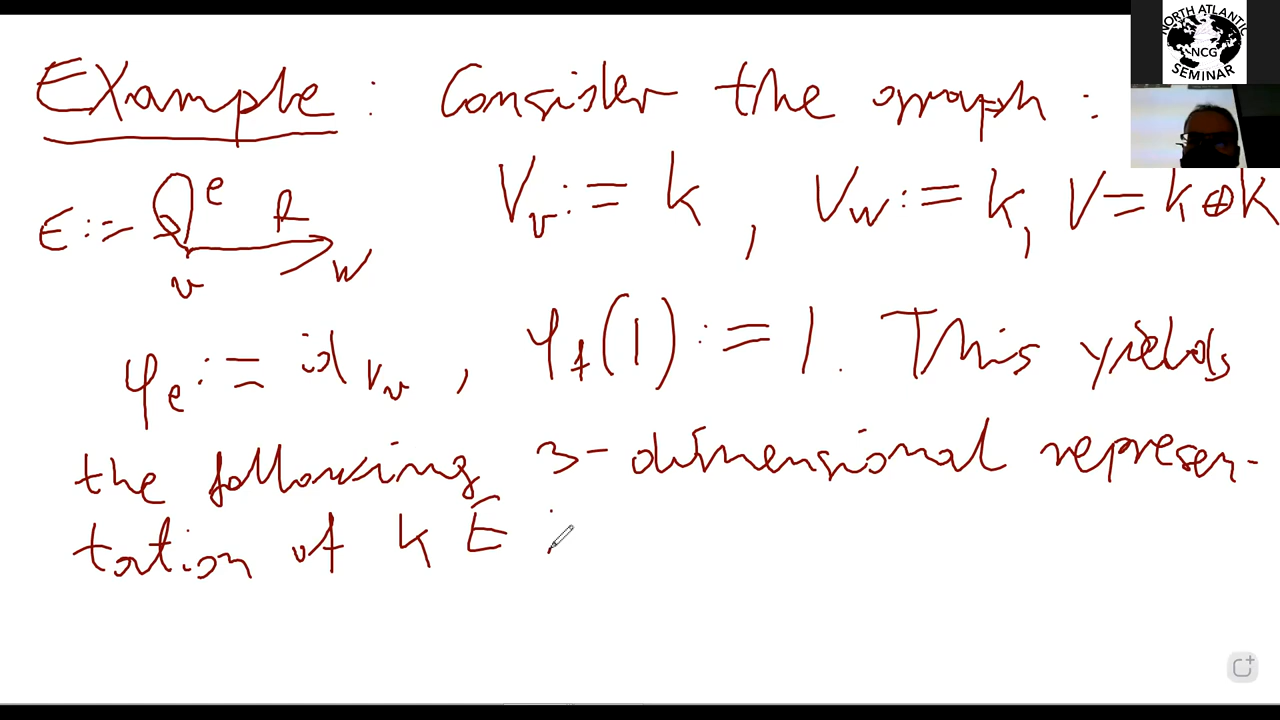 NORTH ATLANTIC
NCG
SEMINAR
Example : Consider the graph :
E := e f v w V_v := k , V_w := k, V = k ⊕ k
φ_e := id_{V_v} , φ_f(1) := 1 . This yields
the following 3-dimensional represen-
tation of k E :